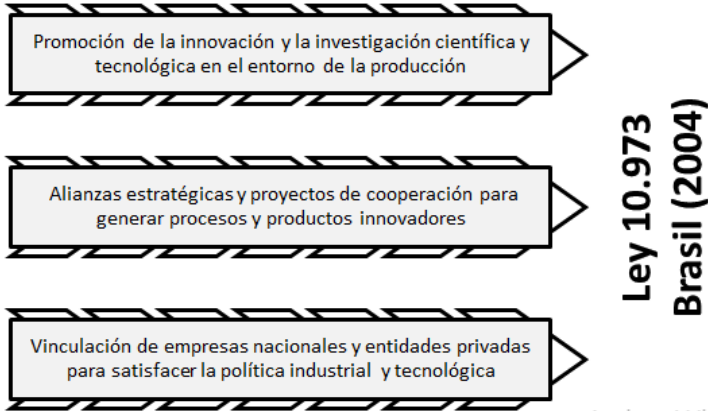 Promoción de la innovación y la investigación científica y
tecnológica en el entorno de la producción
Alianzas estratégicas y proyectos de cooperación para
generar procesos y productos innovadores
Vinculación de empresas nacionales y entidades privadas
para satisfacer la política industrial y tecnológica
Ley 10.973
Brasil (2004)